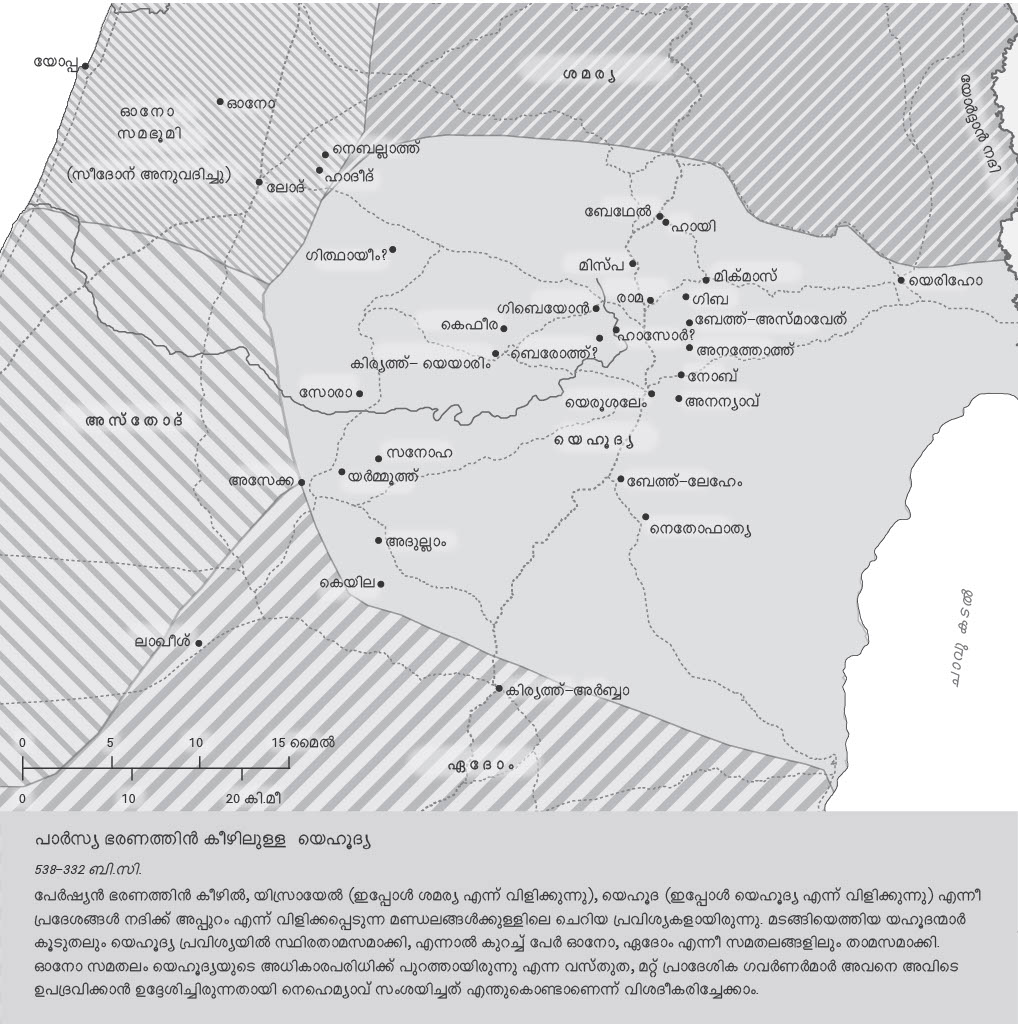 യോപ്പ
ശമര്യ
യോർദ്ദാൻ നദി
ഓനോ
ഓനോ
സമഭൂമി
(സീദോന് അനുവദിച്ചു)
നെബല്ലാത്ത്
ഹാദീദ്
ലോദ്
ബേഥേൽ
ഹായി
ഗിത്ഥായീം?
മിസ്പ
മിക്മാസ്
യെരിഹോ
രാമ
ഗിബ
ഗിബെയോൻ
കെഫീര
ഹാസോർ?
ബേത്ത്-അസ്മാവേത്
ബെരോത്ത്?
അനത്തോത്ത്
കിര്യത്ത്- യെയാരിം
നോബ്
സോരാ
യെരൂശലേം
അനന്യാവ്
അസ്തോദ്
യെഹൂദ്യ
സനോഹ
അസേക്ക
യർമ്മൂത്ത്
ബേത്ത്-ലേഹേം
നെതോഫാത്യ
അദുല്ലാം
കെയില
ചാവു കടൽ
ലാഖീശ്
കിര്യത്ത്-അർബ്ബാ
ഏദോം
0 5 10 15 മൈൽ
0 10 20 കി.മീ
പാർസ്യ ഭരണത്തിൻ കീഴിലുള്ള യെഹൂദ്യ
538-332 ബി.സി.
പേർഷ്യൻ ഭരണത്തിൻ കീഴിൽ, യിസ്രായേൽ (ഇപ്പോൾ ശമര്യ എന്ന് വിളിക്കുന്നു), യെഹൂദ (ഇപ്പോൾ യെഹൂദ്യ എന്ന് വിളിക്കുന്നു) എന്നീ
പ്രദേശങ്ങൾ നദിക്ക് അപ്പുറം എന്ന് വിളിക്കപ്പെടുന്ന മണ്ഡലങ്ങൾക്കുള്ളിലെ ചെറിയ പ്രവിശ്യകളായിരുന്നു. മടങ്ങിയെത്തിയ യഹൂദന്മാർ
കൂടുതലും യെഹൂദ്യ പ്രവിശ്യയിൽ സ്ഥിരതാമസമാക്കി, എന്നാൽ കുറച്ച് പേർ ഓനോ, ഏദോം എന്നീ സമതലങ്ങളിലും താമസമാക്കി.
ഓനോ സമതലം യെഹൂദ്യയുടെ അധികാരപരിധിക്ക് പുറത്തായിരുന്നു എന്ന വസ്തുത, മറ്റ് പ്രാദേശിക ഗവർണർമാർ അവനെ അവിടെ
ഉപദ്രവിക്കാൻ ഉദ്ദേശിച്ചിരുന്നതായി നെഹെമ്യാവ് സംശയിച്ചത് എന്തുകൊണ്ടാണെന്ന് വിശദീകരിച്ചേക്കാം.